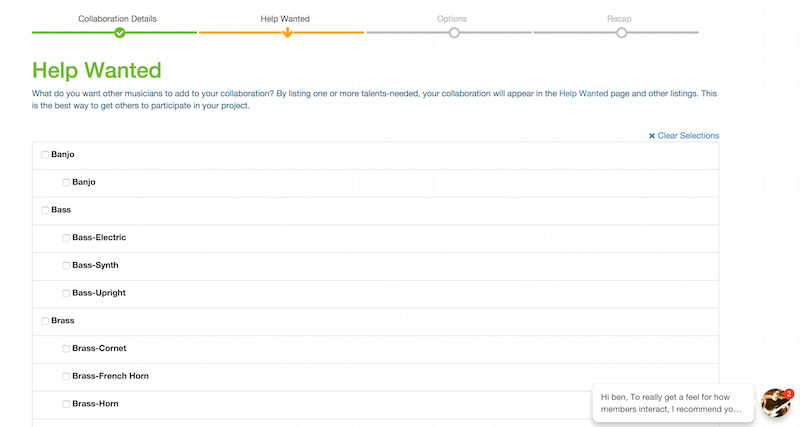 Collaboration Details
Help Wanted
Options
Recap
Help Wanted
What do you want other musicians to add to your collaboration? By listing one or more talents-needed, your collaboration will appear in the Help Wanted page and other listings. This
is the best way to get others to participate in your project.
✖ Clear Selections
Banjo
Banjo
Bass
Bass-Electric
Bass-Synth
Bass-Upright
Brass
Brass-Cornet
Brass-French Horn
Brass-Horn
Hi ben, To really get a feel for how
members interact, I recommend yo…
2